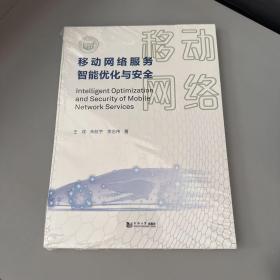 移动
网络
移动网络服务
智能优化与安全
Intelligent Optimization
and Security of Mobile
Network Services
著